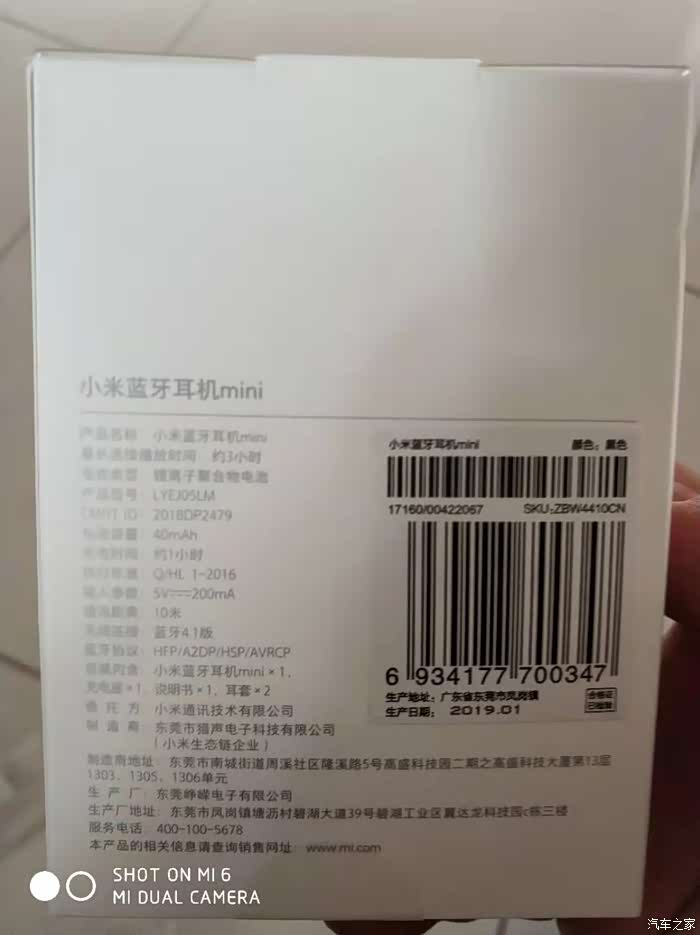 小米蓝牙耳机mini
产品名称 小米蓝牙耳机mini
最长连续播放时间 约3小时
电池类型 锂离子聚合物电池
产品型号 LYEJ05LM
CMIIT ID 2018DP2479
40mAh
充电时间 约1小时
执行标准 Q/HL 1-2016
输入参数 5V⎓200mA
通讯距离 10米
无线连接 蓝牙4.1版
蓝牙协议 HFP/A2DP/HSP/AVRCP
小米蓝牙耳机mini×1,
充电座×1, 说明书×1, 耳套×2
委托方 小米通讯技术有限公司
制造商 东莞市猎声电子科技有限公司
(小米生态链企业)
制造商地址: 东莞市南城街道周溪社区隆溪路5号高盛科技园二期之高盛科技大厦第13层
1303、1305、1306单元
生产厂: 东莞峥嵘电子有限公司
生产厂地址: 东莞市凤岗镇塘沥村碧湖大道39号碧湖工业区翼达龙科技园c栋三楼
服务电话: 400-100-5678
本产品的相关信息请查询销售网址: www.mi.com
小米蓝牙耳机mini 颜色: 黑色
17160/00422067 SKU:ZBW4410CN
6 934177 700347
生产地址: 广东省东莞市凤岗镇
生产日期: 2019.01
合格证
已检验
SHOT ON MI 6
MI DUAL CAMERA
汽车之家